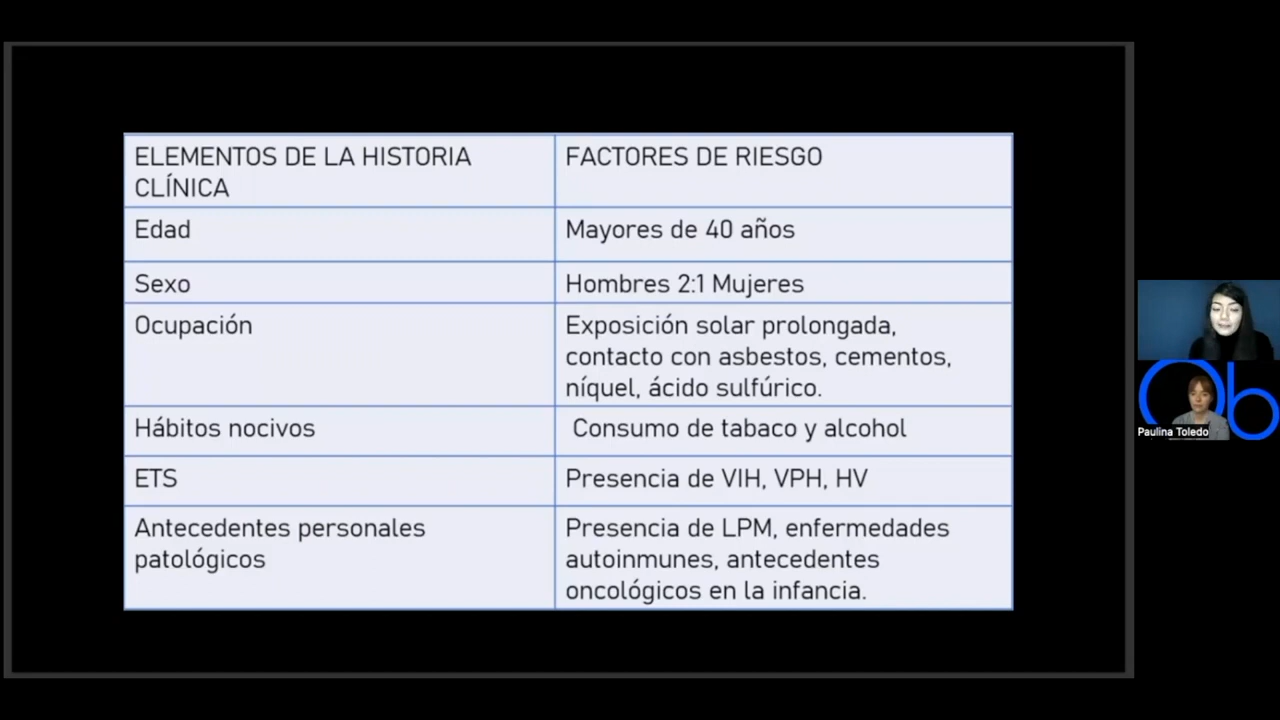 ELEMENTOS DE LA HISTORIA
CLÍNICA
FACTORES DE RIESGO
Edad
Mayores de 40 años
Sexo
Hombres 2:1 Mujeres
Ocupación
Exposición solar prolongada,
contacto con asbestos, cementos,
níquel, ácido sulfúrico.
Hábitos nocivos
Consumo de tabaco y alcohol
ETS
Presencia de VIH, VPH, HV
Antecedentes personales
patológicos
Presencia de LPM, enfermedades
autoinmunes, antecedentes
oncológicos en la infancia.
Ob
Paulina Toledo